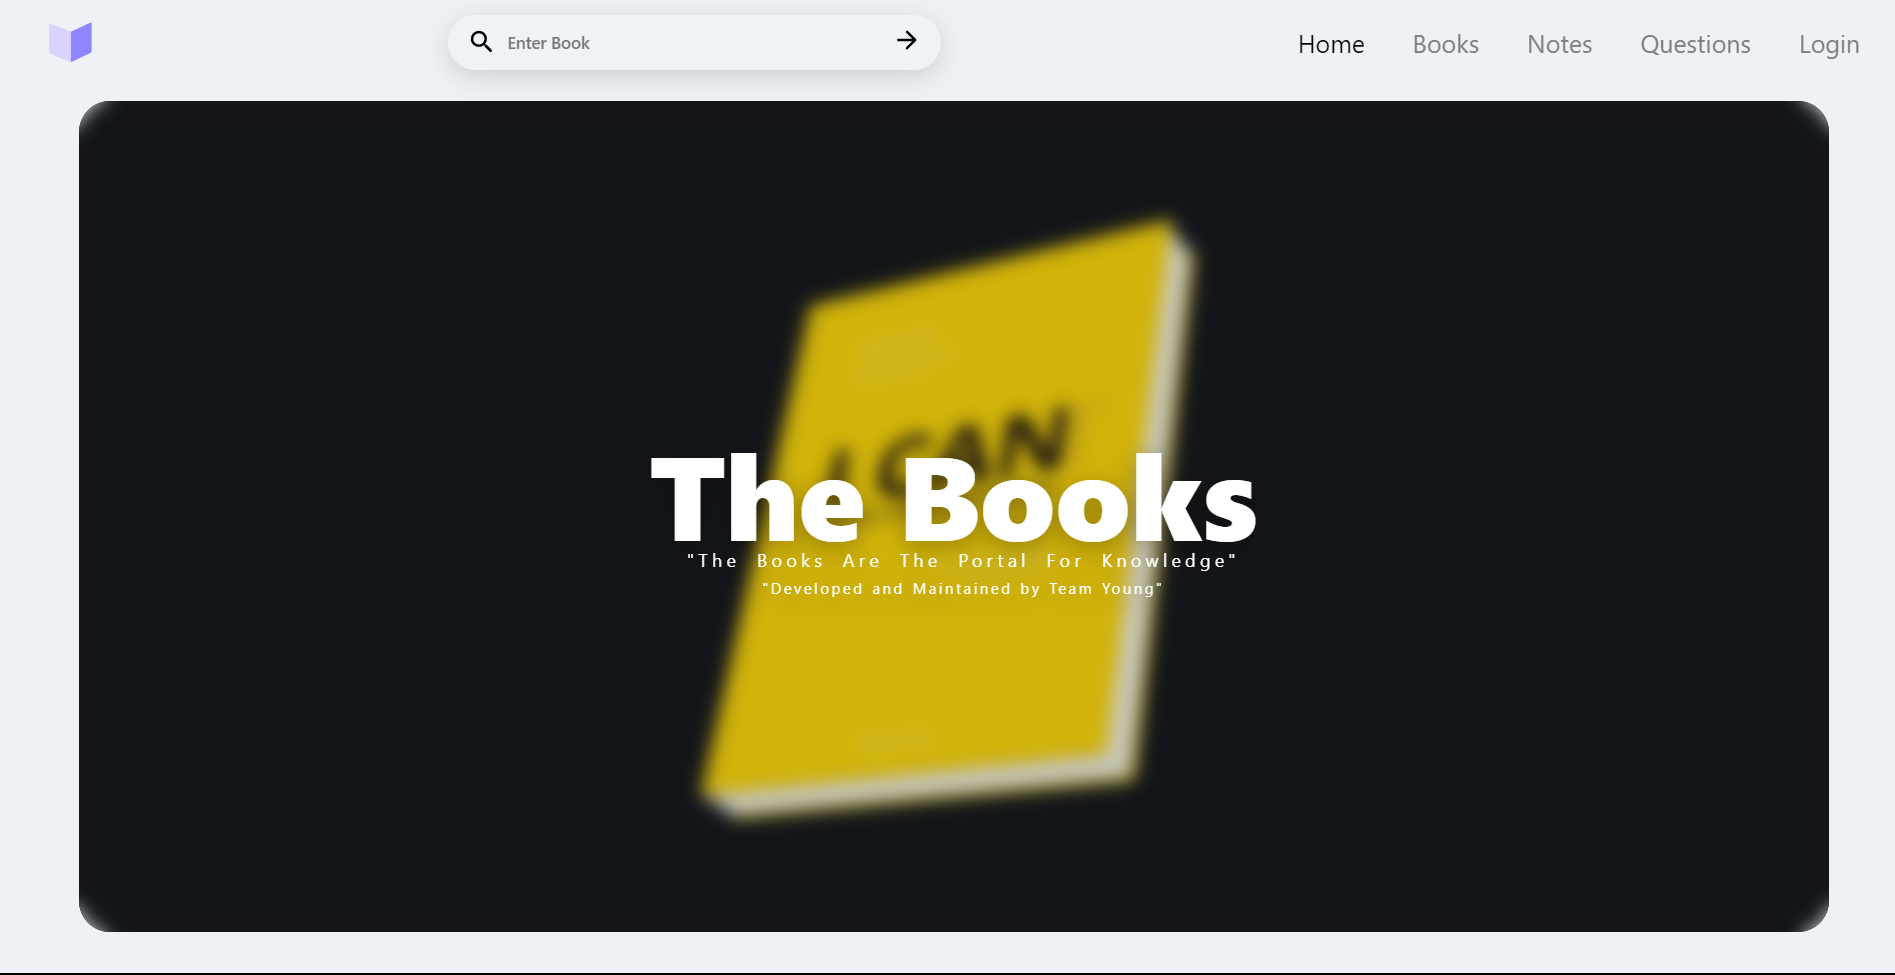 Enter Book
Home
Books
Notes
Questions
Login
I CAN
The Books
"The Books Are The Portal For Knowledge"
"Developed and Maintained by Team Young"